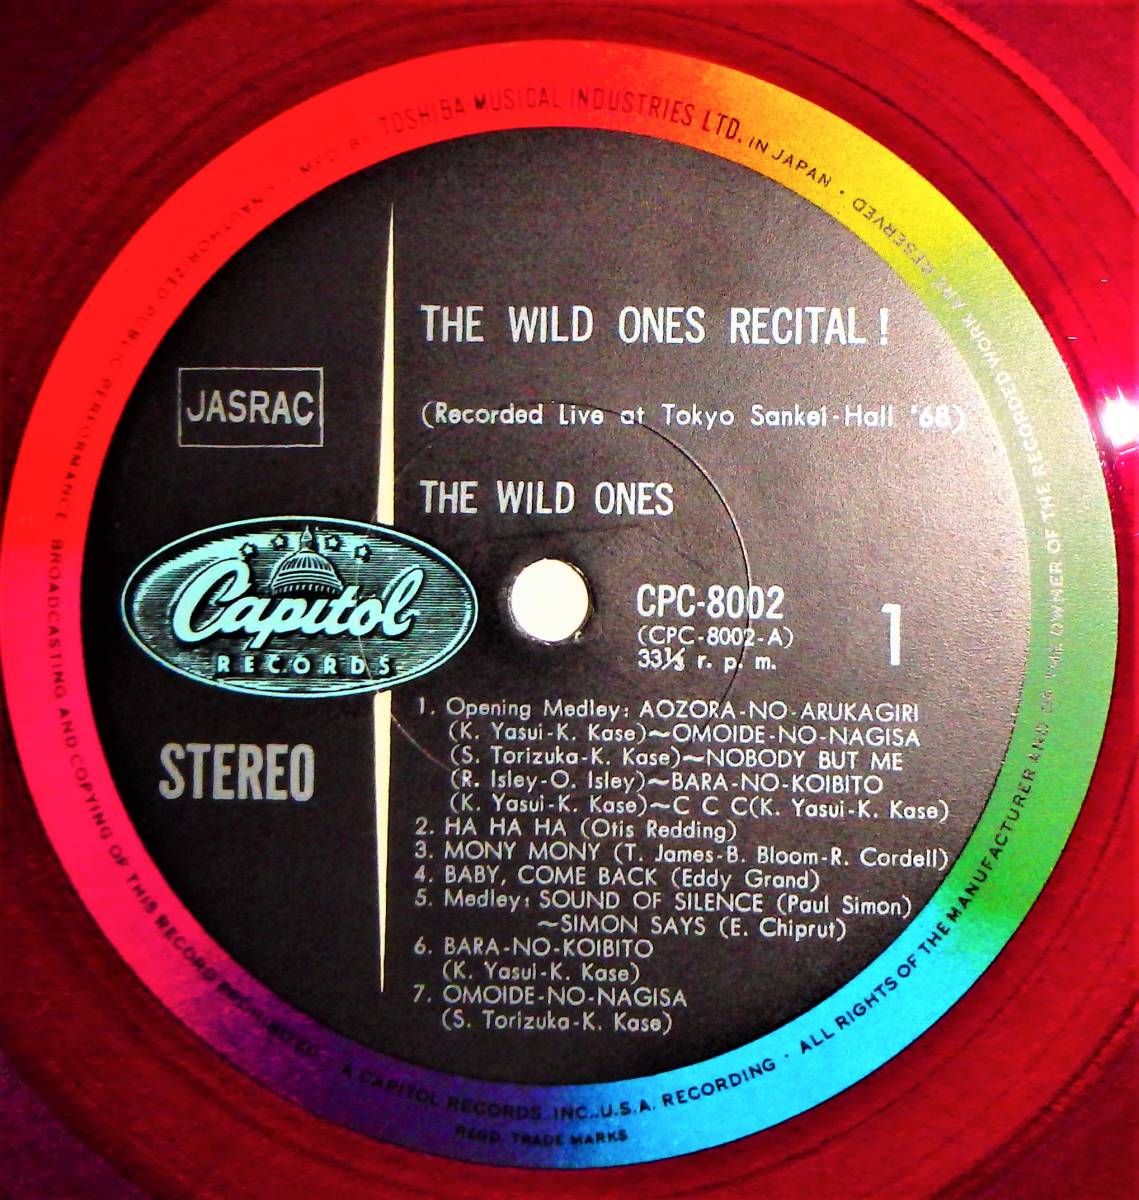 MFD. BY TOSHIBA MUSICAL INDUSTRIES LTD. IN JAPAN •
ALL RIGHTS OF THE MANUFACTURER AND OF THE OWNER OF THE RECORDED WORK ARE RESERVED
UNAUTHORIZED PUBLIC PERFORMANCE BROADCASTING AND COPYING OF THIS RECORD PROHIBITED
THE WILD ONES RECITAL!
JASRAC
(Recorded Live at Tokyo Sankei-Hall '68)
THE WILD ONES
Capitol
RECORDS
CPC-8002
(CPC-8002-A)
33⅓ r. p. m.
1
STEREO
1. Opening Medley: AOZORA-NO-ARUKAGIRI
(K. Yasui-K. Kase)~OMOIDE-NO-NAGISA
(S. Torizuka-K. Kase)~NOBODY BUT ME
(R. Isley-O. Isley)~BARA-NO-KOIBITO
(K. Yasui-K. Kase)~C C C(K. Yasui-K. Kase)
2. HA HA HA (Otis Redding)
3. MONY MONY (T. James-B. Bloom-R. Cordell)
4. BABY, COME BACK (Eddy Grand)
5. Medley: SOUND OF SILENCE (Paul Simon)
~SIMON SAYS (E. Chiprut)
6. BARA-NO-KOIBITO
(K. Yasui-K. Kase)
7. OMOIDE-NO-NAGISA
(S. Torizuka-K. Kase)
A CAPITOL RECORDS, INC., U.S.A. RECORDING •
REGD. TRADE MARKS